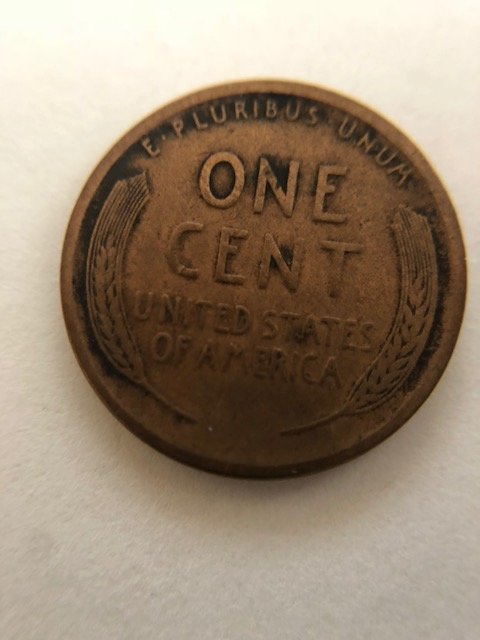 E·PLURIBUS·UNUM
ONE
CENT
UNITED STATES
OF AMERICA